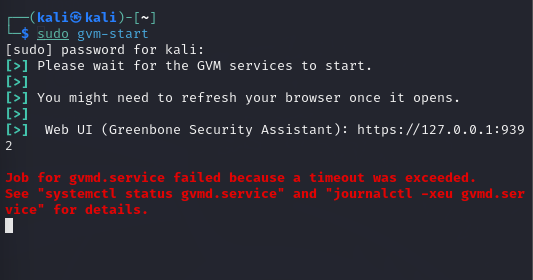 ┌──(kali㉿kali)-[~]
└─$ sudo gvm-start
[sudo] password for kali:
[>] Please wait for the GVM services to start.
[>]
[>] You might need to refresh your browser once it opens.
[>]
[>]  Web UI (Greenbone Security Assistant): https://127.0.0.1:939
2
Job for gvmd.service failed because a timeout was exceeded.
See "systemctl status gvmd.service" and "journalctl -xeu gvmd.ser
vice" for details.